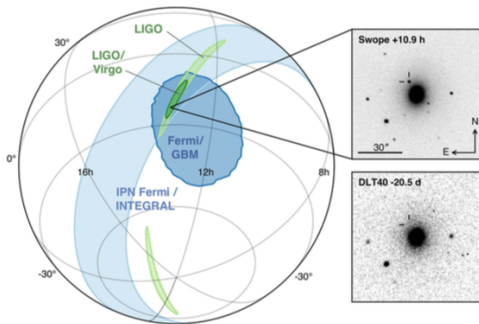 LIGO
LIGO/
Virgo
30°
Fermi/
GBM
0°
16h
12h
8h
IPN Fermi /
INTEGRAL
-30°
-30°
Swope +10.9 h
N
30"
E
DLT40 -20.5 d